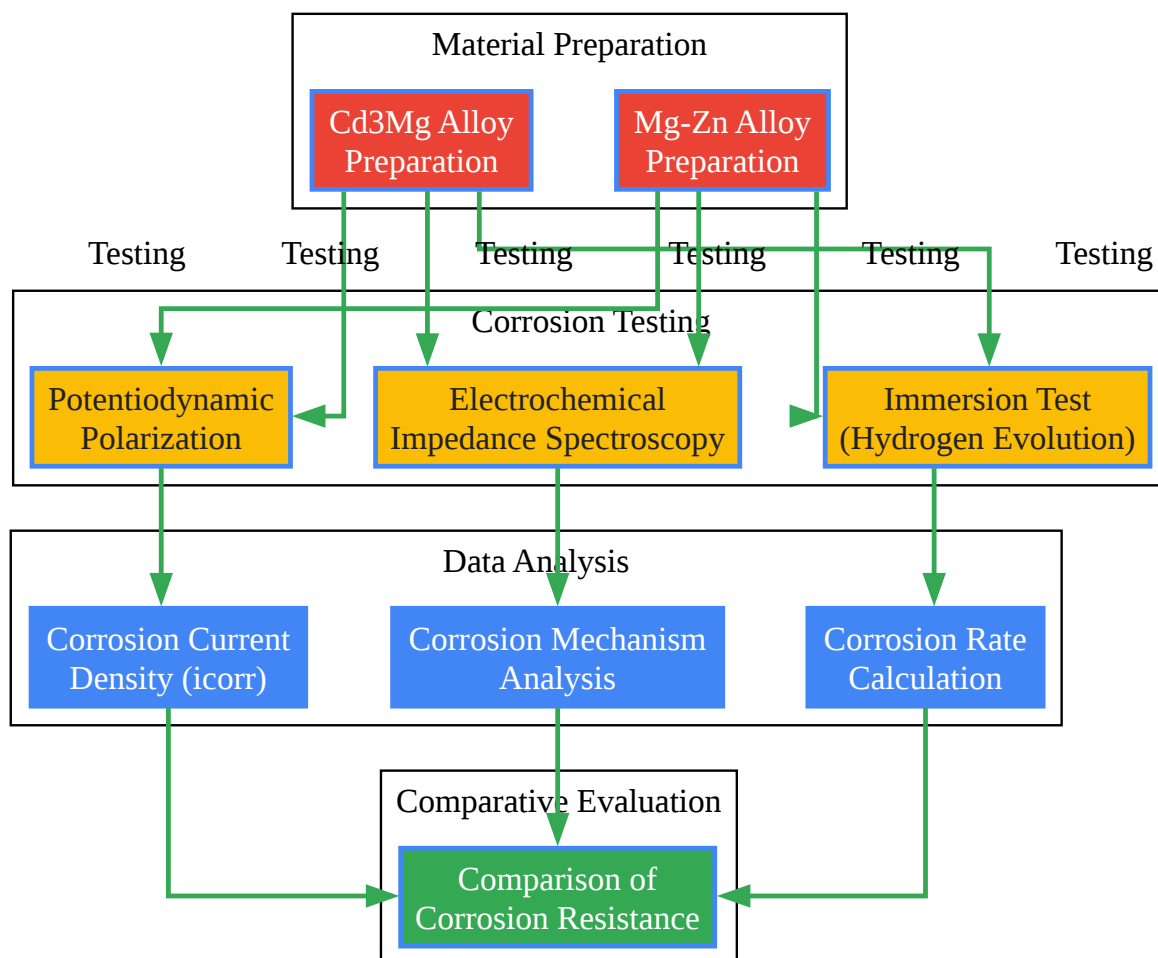 Material Preparation
Cd3Mg Alloy
Preparation
Mg-Zn Alloy
Preparation
Testing
Testing
Testing
Testing
Testing
Testing
Corrosion Testing
Potentiodynamic
Polarization
Electrochemical
Impedance Spectroscopy
Immersion Test
(Hydrogen Evolution)
Data Analysis
Corrosion Current
Density (icorr)
Corrosion Mechanism
Analysis
Corrosion Rate
Calculation
Comparative Evaluation
Comparison of
Corrosion Resistance